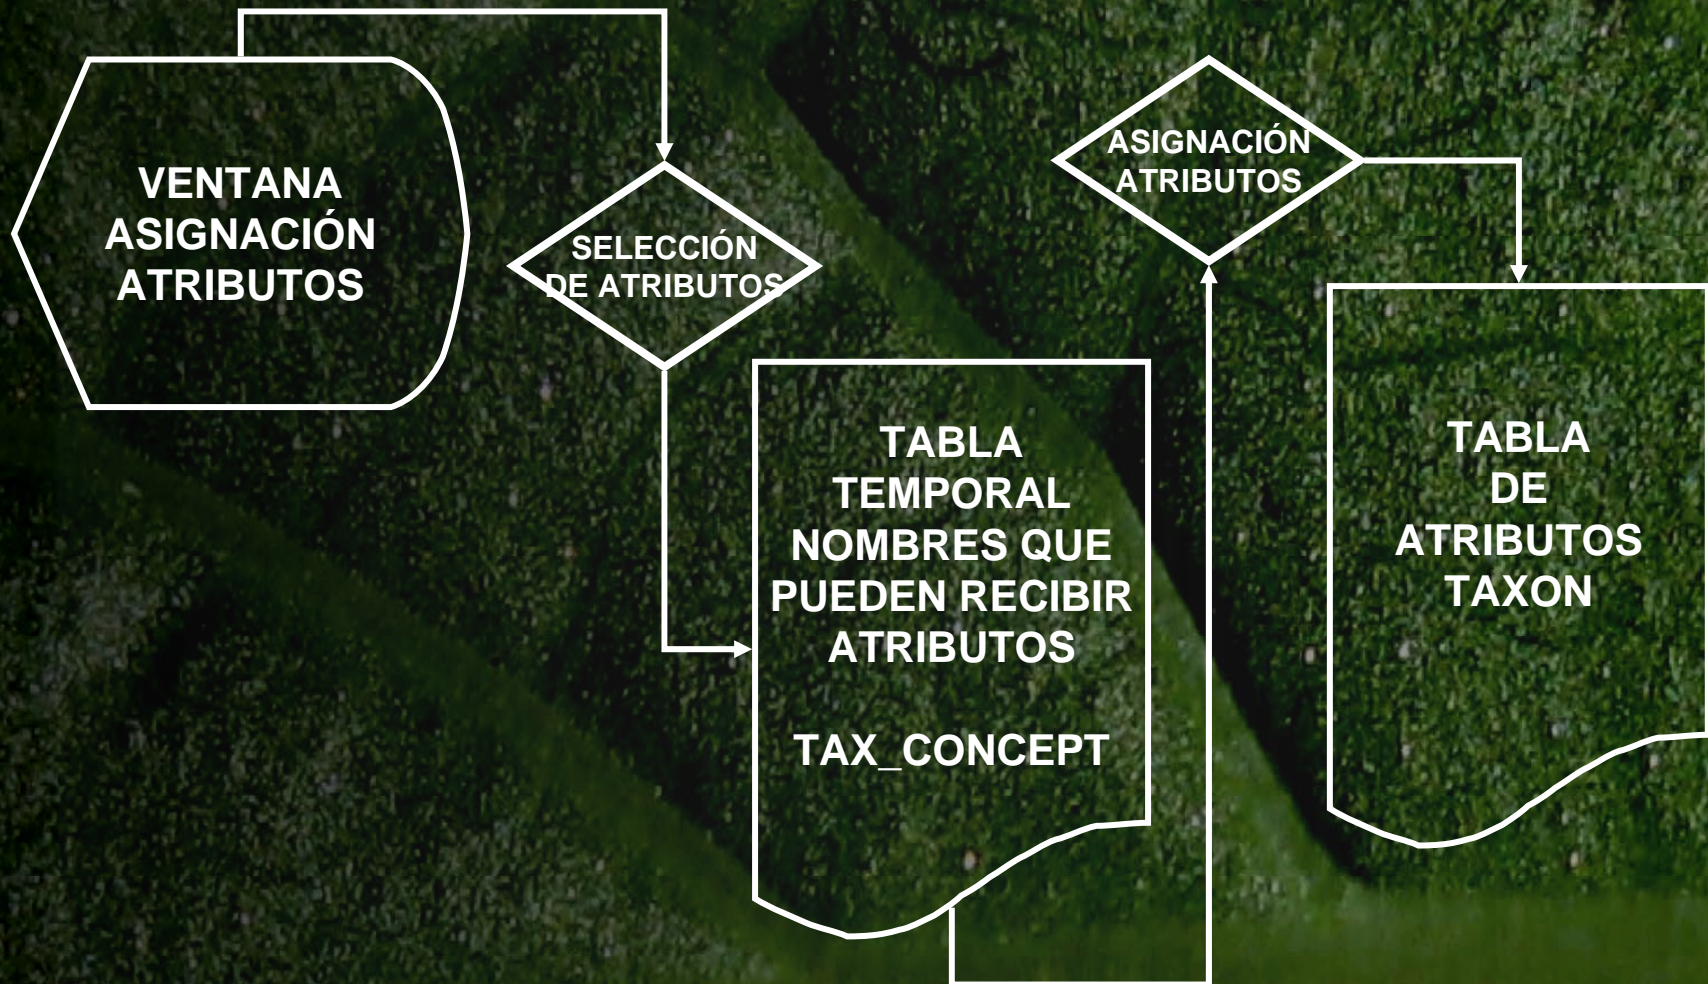 VENTANA
ASIGNACIÓN
ATRIBUTOS
SELECCIÓN
DE ATRIBUTOS
TABLA
TEMPORAL
NOMBRES QUE
PUEDEN RECIBIR
ATRIBUTOS
TAX_CONCEPT
ASIGNACIÓN
ATRIBUTOS
TABLA
DE
ATRIBUTOS
TAXON